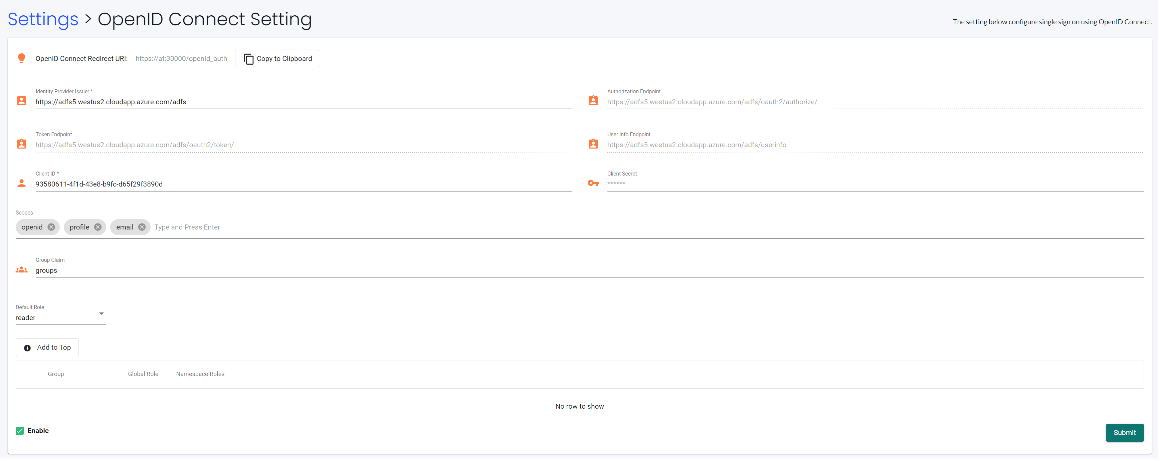 Settings > OpenID Connect Setting
The setting below configure single sign on using OpenID Connect.
OpenID Connect Redirect URI: https://at:30000/openId_auth Copy to Clipboard
Identity Provider Issuer *
https://adfs5.westus2.cloudapp.azure.com/adfs
Authorization Endpoint
https://adfs5.westus2.cloudapp.azure.com/adfs/oauth2/authorize/
Token Endpoint
https://adfs5.westus2.cloudapp.azure.com/adfs/oauth2/token/
User Info Endpoint
https://adfs5.westus2.cloudapp.azure.com/adfs/userinfo
Client ID *
93580611-4f1d-43e8-b9fc-d65f29f3890d
Client Secret
******
Scopes
openid profile email Type and Press Enter
Group Claim
groups
Default Role
reader
Add to Top
Group Global Role Namespace Roles
No row to show
Enable
Submit